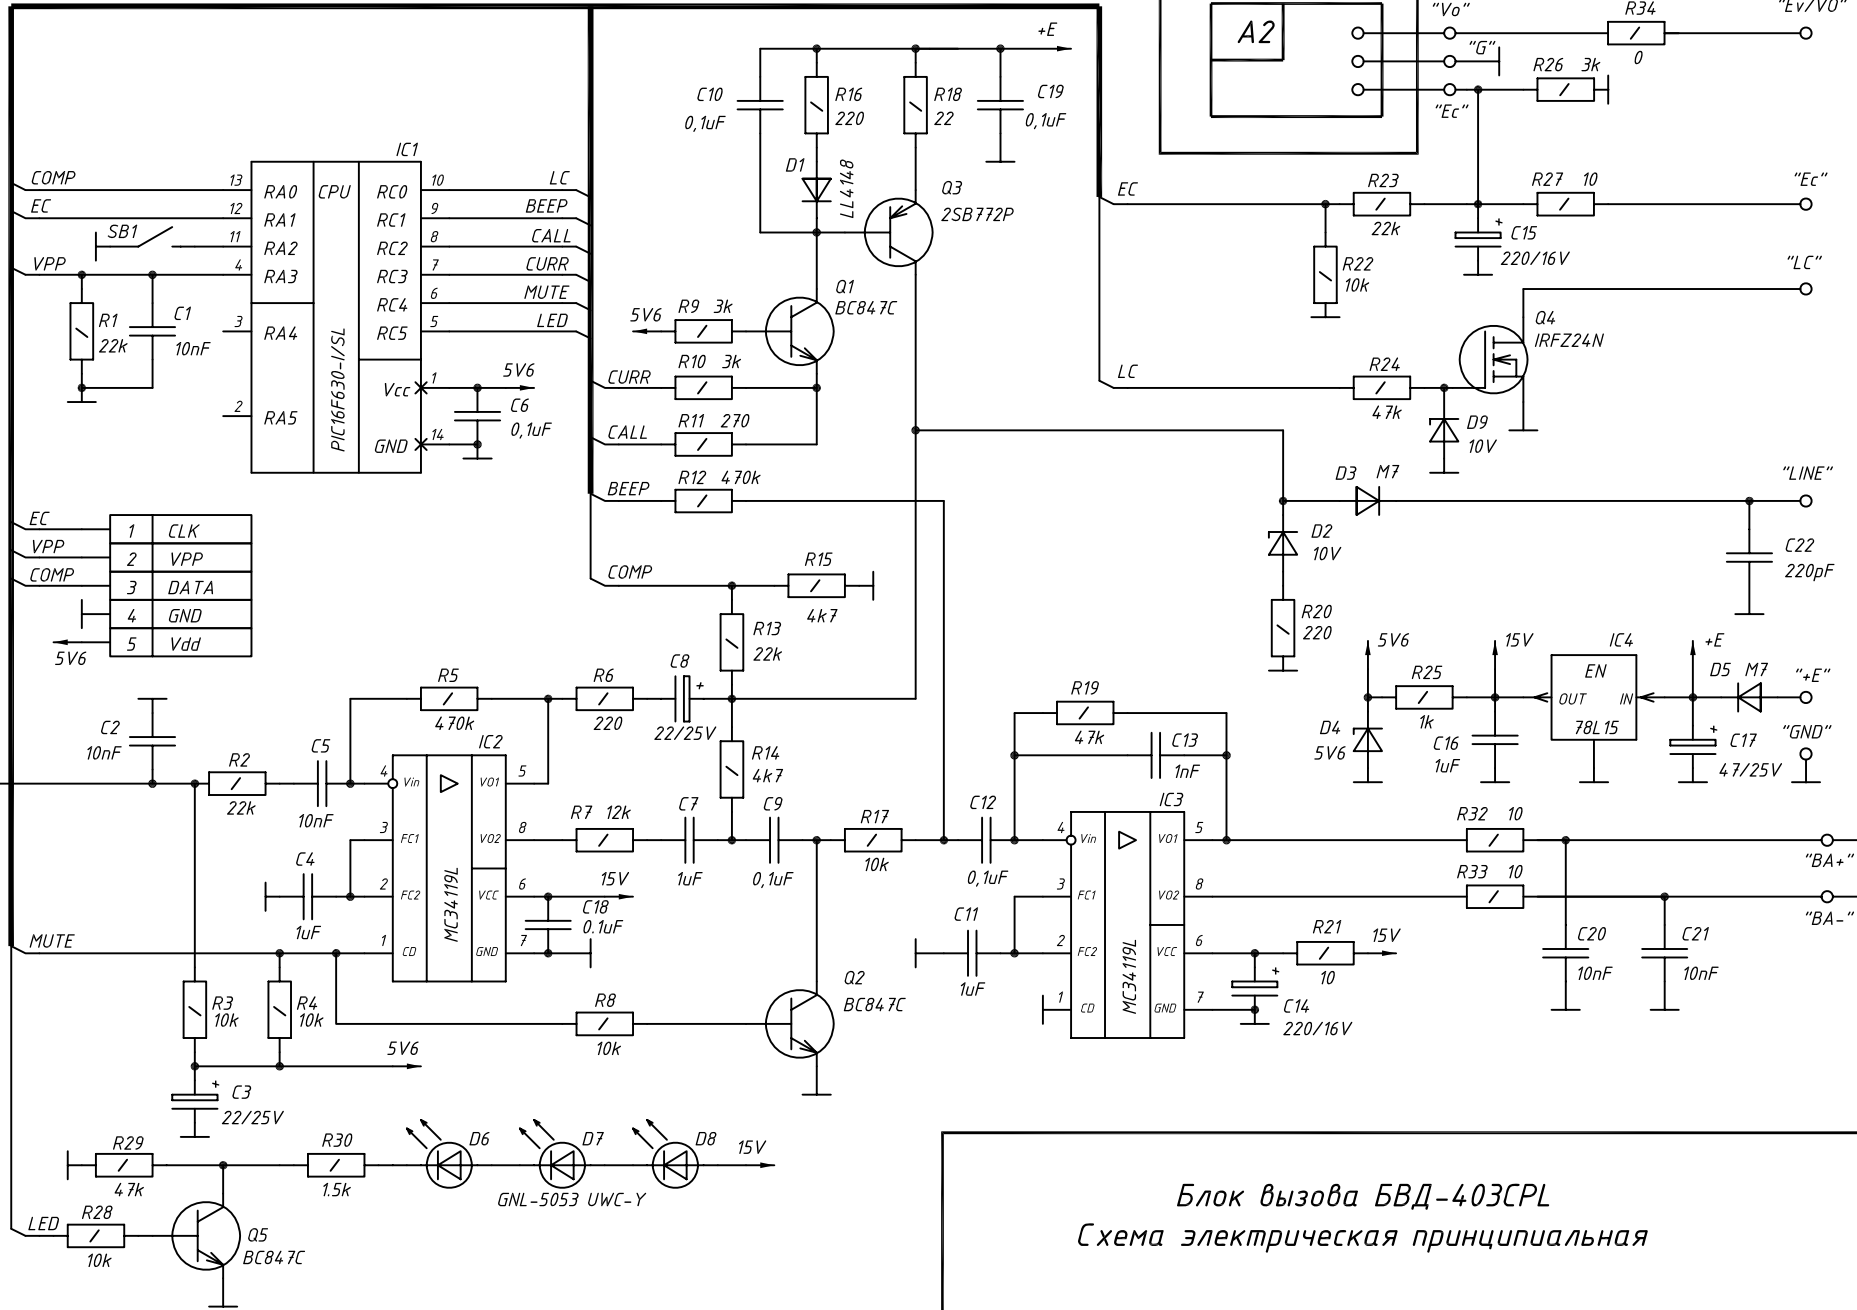 "Vo"
R34
"Ev/VO"
+E
A2
"G"
0
R26 3k
C10
R16
R18
C19
0,1uF
220
22
0,1uF
"Ec"
IC1
D1
LL4148
COMP
13
RA0
CPU
RC0
10
LC
Q3
EC
R23
R27 10
"Ec"
EC
12
RA1
RC1
9
BEEP
2SB772P
22k
+
C15
SB1
11
RA2
RC2
8
CALL
220/16V
VPP
4
RA3
RC3
7
CURR
R22
10k
"LC"
Q1
BC847C
RC4
6
MUTE
5V6
R9 3k
R1
22k
C1
10nF
3
RA4
RC5
5
LED
Q4
IRFZ24N
PIC16F630-I/SL
R10 3k
CURR
R24
LC
47k
Vcc
1
5V6
2
RA5
C6
0,1uF
R11 270
CALL
D9
10V
GND
14
R12 470k
BEEP
D3 M7
"LINE"
EC
1 CLK
VPP
2 VPP
COMP
3 DATA
4 GND
5 Vdd
5V6
D2
10V
C22
220pF
COMP
R15
4k7
R13
22k
R20
220
5V6
15V
IC4
+E
R25
EN
D5 M7
"+E"
OUT
IN
1k
78L15
"GND"
D4
5V6
C16
1uF
+
C17
47/25V
R5
470k
R6
220
C8
+
22/25V
R19
47k
C13
1nF
C2
10nF
R2
22k
C5
10nF
IC2
4
Vin
VO1
5
R14
4k7
IC3
3
FC1
VO2
8
R7 12k
C7
1uF
C9
0,1uF
R17
10k
C12
0,1uF
4
Vin
VO1
5
R32 10
"BA+"
C4
1uF
2
FC2
MC34119L
VCC
6
15V
C18
0.1uF
3
FC1
VO2
8
R33 10
"BA-"
MUTE
1
CD
GND
7
C11
1uF
2
FC2
MC34119L
VCC
6
R21
10
15V
C20
10nF
C21
10nF
1
CD
GND
7
+
C14
220/16V
Q2
BC847C
R3
10k
R4
10k
R8
10k
5V6
+
C3
22/25V
R29
47k
R30
1.5k
D6
D7
D8
15V
GNL-5053 UWC-Y
LED
R28
10k
Q5
BC847C
Блок вызова БВД-403CPL
Схема электрическая принципиальная